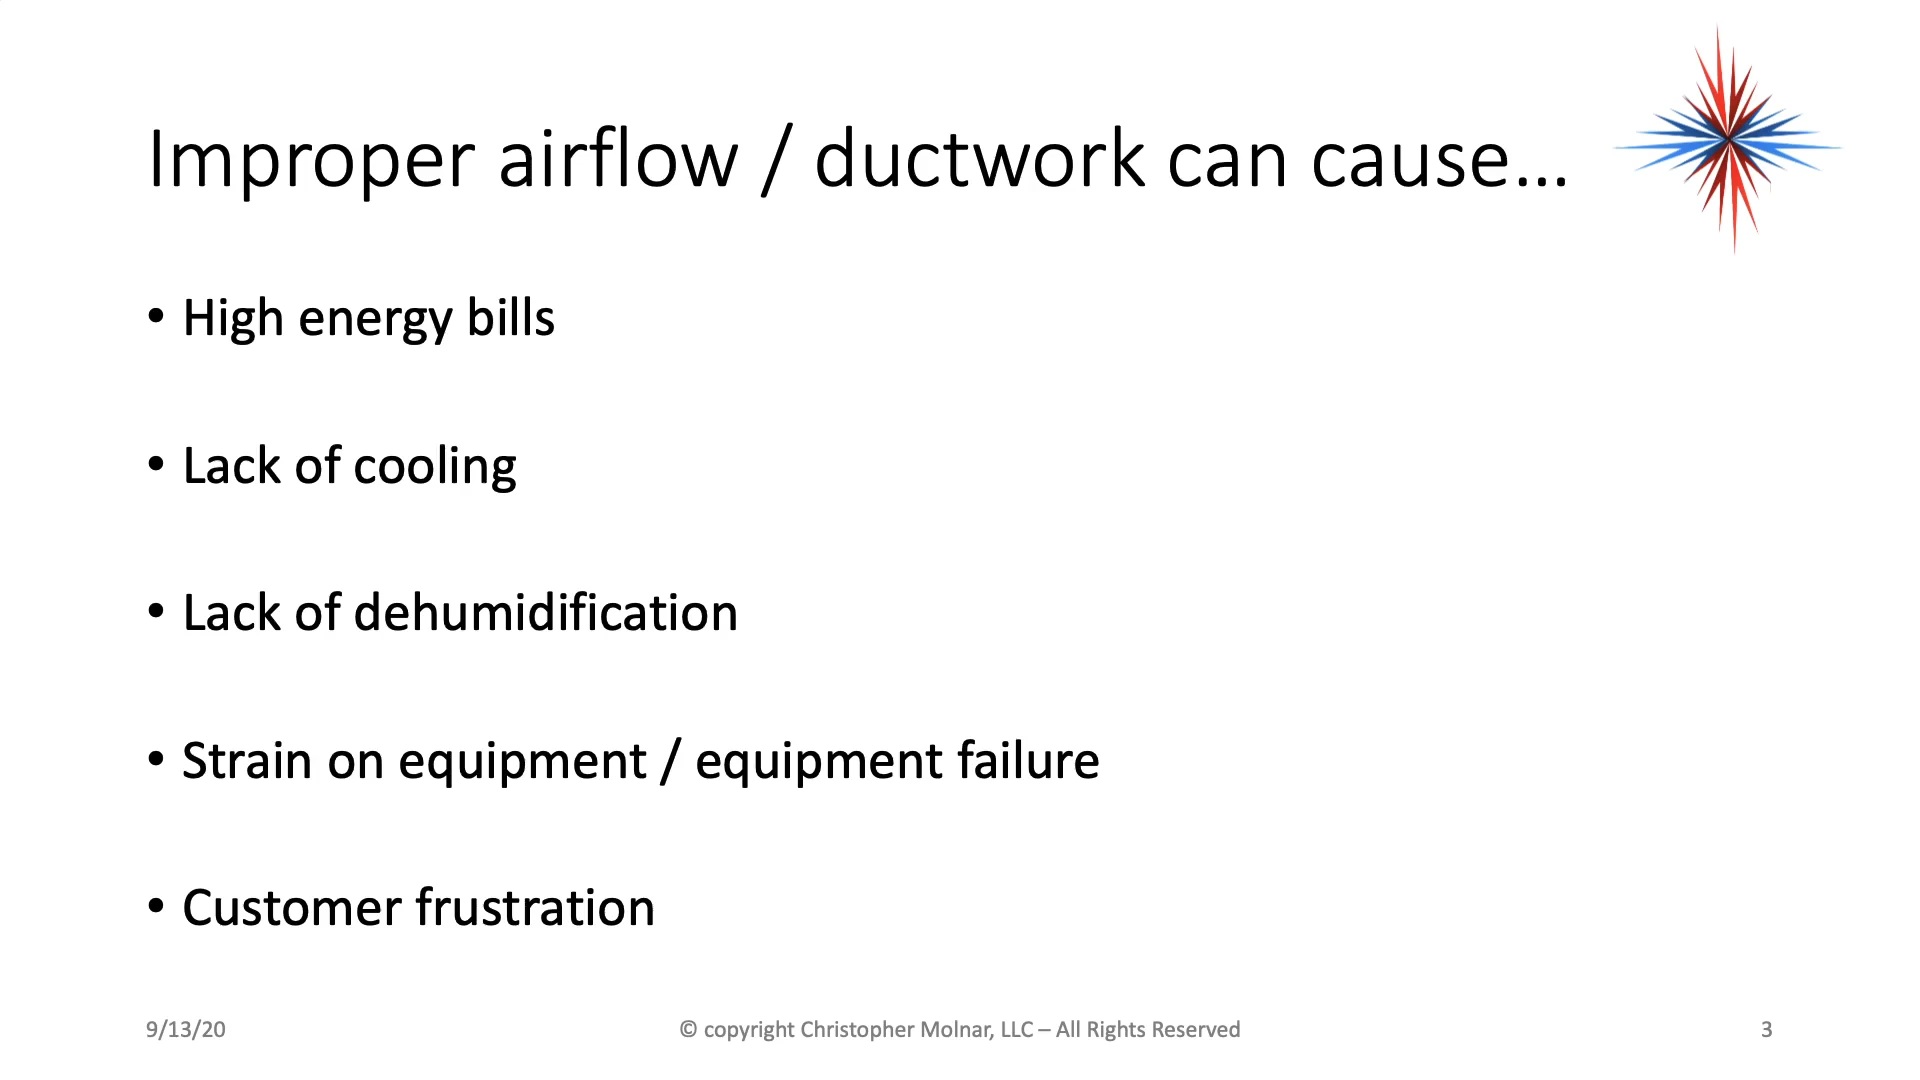 Improper airflow / ductwork can cause...
• High energy bills
• Lack of cooling
• Lack of dehumidification
• Strain on equipment / equipment failure
• Customer frustration
9/13/20
© copyright Christopher Molnar, LLC – All Rights Reserved
3